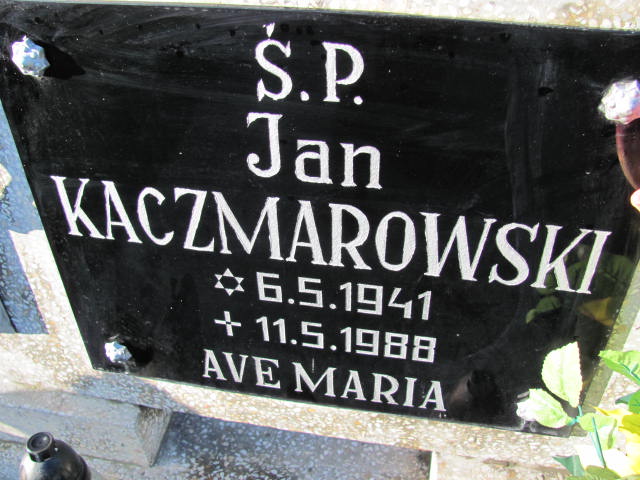 Ś.P.
Jan
KACZMAROWSKI
✡ 6.5.1941
+ 11.5.1988
AVE MARIA